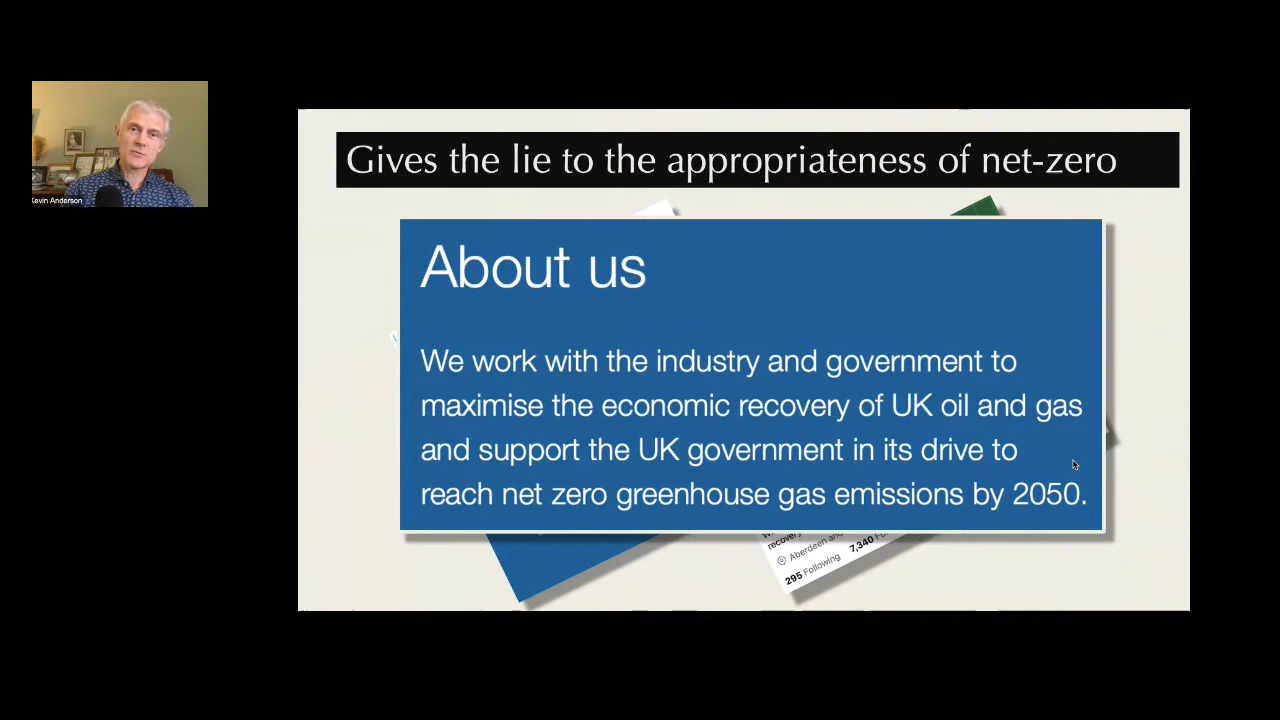 Gives the lie to the appropriateness of net-zero
About us
We work with the industry and government to
maximise the economic recovery of UK oil and gas
and support the UK government in its drive to
reach net zero greenhouse gas emissions by 2050.
recovery
Aberdeen and
295 Following 7,340
Kevin Anderson